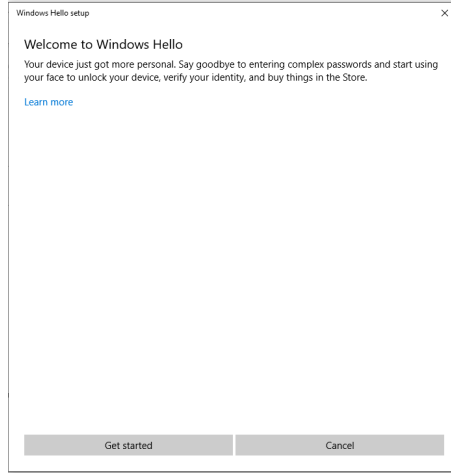 Windows Hello setup
Welcome to Windows Hello
Your device just got more personal. Say goodbye to entering complex passwords and start using
your face to unlock your device, verify your identity, and buy things in the Store.
Learn more
Get started
Cancel